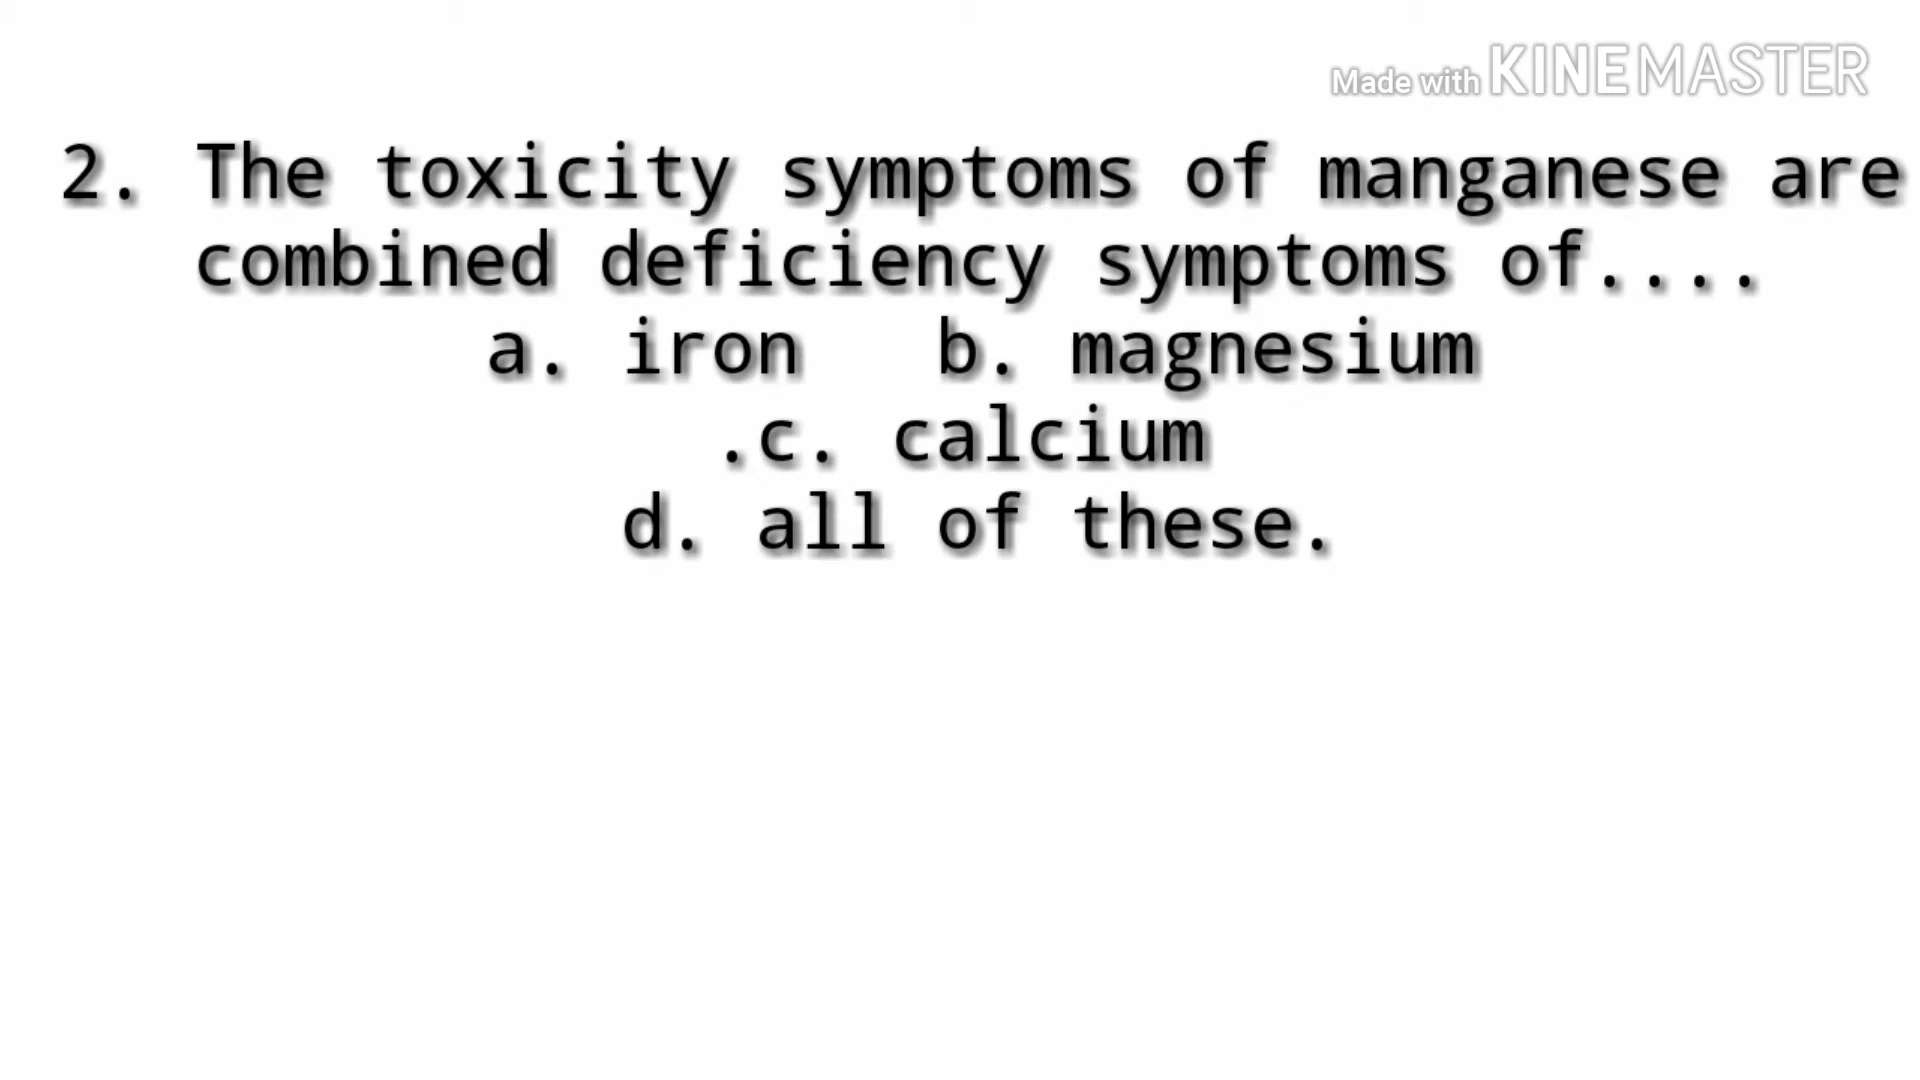 Made with KINEMASTER
2. The toxicity symptoms of manganese are
combined deficiency symptoms of....
a. iron b. magnesium
.c. calcium
d. all of these.